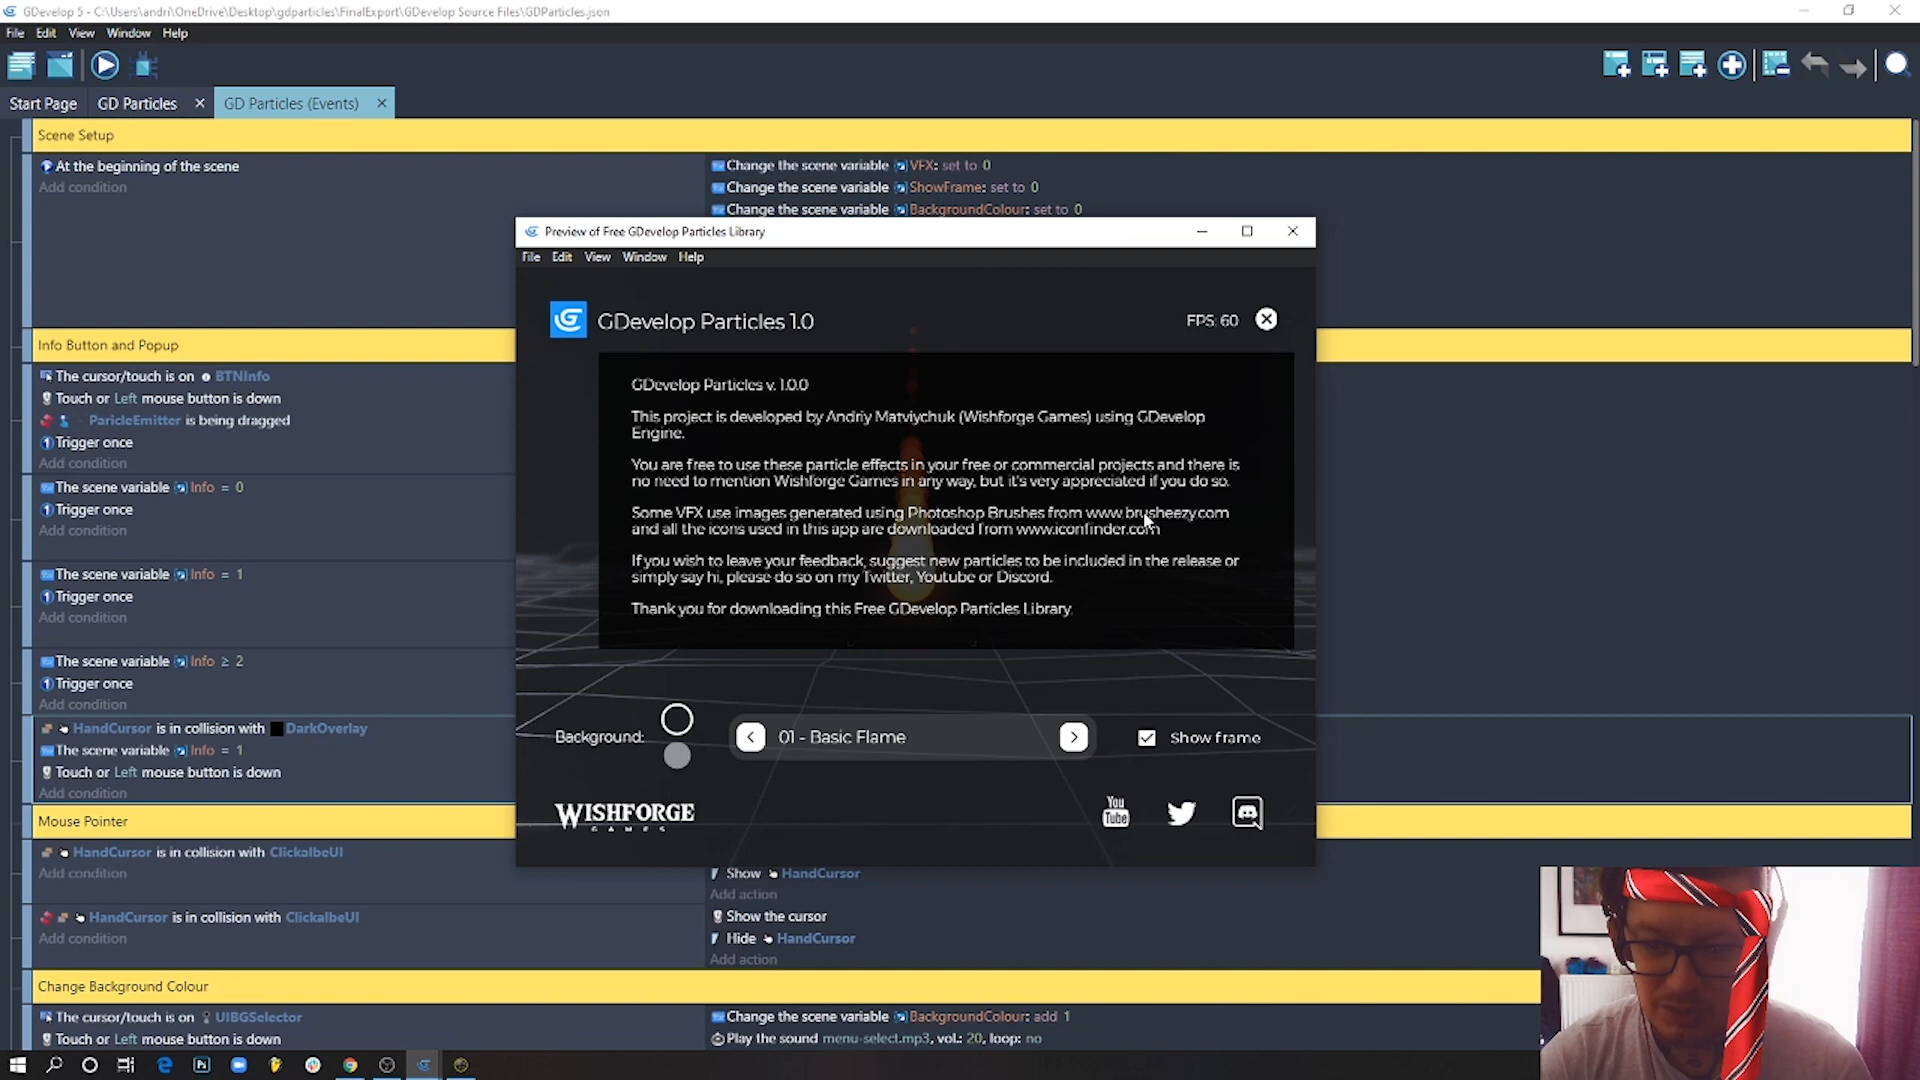 GDevelop 5 - C:\Users\andri\OneDrive\Desktop\gdparticles\FinalExport\GDevelop Source Files\GDParticles.json
File Edit View Window Help
Start Page GD Particles GD Particles (Events)
Scene Setup
At the beginning of the scene
Add condition
Change the scene variable VFX: set to 0
Change the scene variable ShowFrame: set to 0
Change the scene variable BackgroundColour: set to 0
Info Button and Popup
The cursor/touch is on BTNInfo
Touch or Left mouse button is down
ParicleEmitter is being dragged
Trigger once
Add condition
The scene variable Info = 0
Trigger once
Add condition
The scene variable Info = 1
Trigger once
Add condition
The scene variable Info ≥ 2
Trigger once
Add condition
HandCursor is in collision with DarkOverlay
The scene variable Info = 1
Touch or Left mouse button is down
Add condition
Preview of Free GDevelop Particles Library
File Edit View Window Help
GDevelop Particles 1.0
FPS: 60
GDevelop Particles v. 1.0.0
This project is developed by Andriy Matviychuk (Wishforge Games) using GDevelop
Engine.
You are free to use these particle effects in your free or commercial projects and there is
no need to mention Wishforge Games in any way, but it's very appreciated if you do so.
Some VFX use images generated using Photoshop Brushes from www.brusheezy.com
and all the icons used in this app are downloaded from www.iconfinder.com
If you wish to leave your feedback, suggest new particles to be included in the release or
simply say hi, please do so on my Twitter, Youtube or Discord.
Thank you for downloading this Free GDevelop Particles Library.
Background:
01 - Basic Flame
Show frame
WISHFORGE
GAMES
You
Tube
Mouse Pointer
HandCursor is in collision with ClickalbeUI
Add condition
Show HandCursor
Add action
HandCursor is in collision with ClickalbeUI
Add condition
Show the cursor
Hide HandCursor
Add action
Change Background Colour
The cursor/touch is on UIBGSelector
Touch or Left mouse button is down
Change the scene variable BackgroundColour: add 1
Play the sound menu-select.mp3, vol.: 20, loop: no